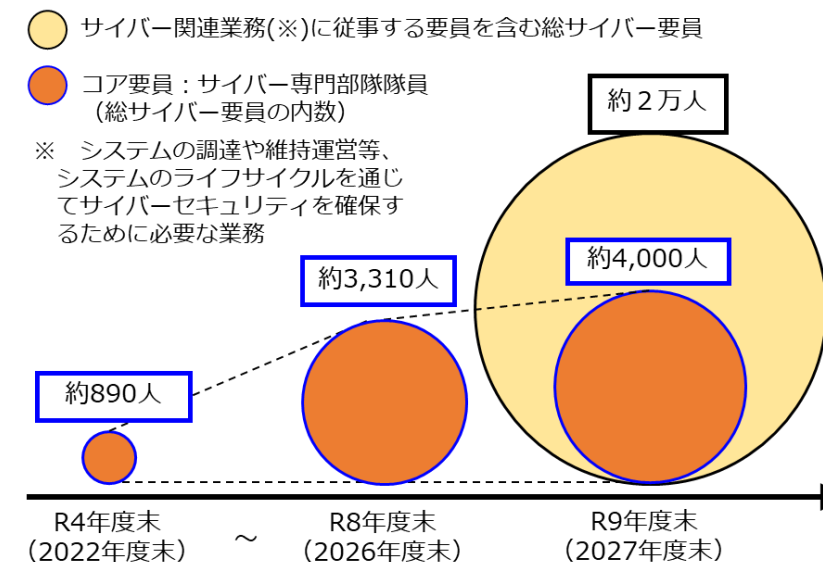 サイバー関連業務(※)に従事する要員を含む総サイバー要員
コア要員：サイバー専門部隊隊員
（総サイバー要員の内数）
※　システムの調達や維持運営等、
システムのライフサイクルを通じ
てサイバーセキュリティを確保す
るために必要な業務
約２万人
約4,000人
約3,310人
約890人
R4年度末
（2022年度末）
～
R8年度末
（2026年度末）
R9年度末
（2027年度末）